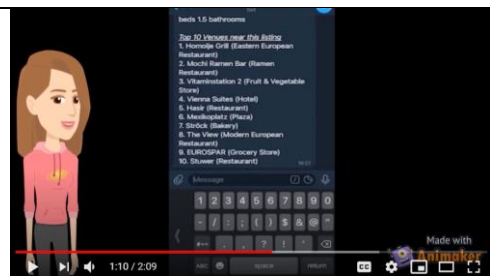 beds 1.5 bathrooms
Top 10 Venues near this listing
1. Homolje Grill (Eastern European
Restaurant)
2. Mochi Ramen Bar (Ramen
Restaurant)
3. Vitaminstation 2 (Fruit & Vegetable
Store)
4. Vienna Suites (Hotel)
5. Hasir (Restaurant)
6. Mexikoplatz (Plaza)
7. Ströck (Bakery)
8. The View (Modern European
Restaurant)
9. EUROSPAR (Grocery Store)
10. Stuwer (Restaurant)
Message
1 2 3 4 5 6 7 8 9 0
- / : ; ( ) $ & @ "
#+= . , ? ! '
ABC space return
Made with
Animaker
1:10 / 2:09
CC